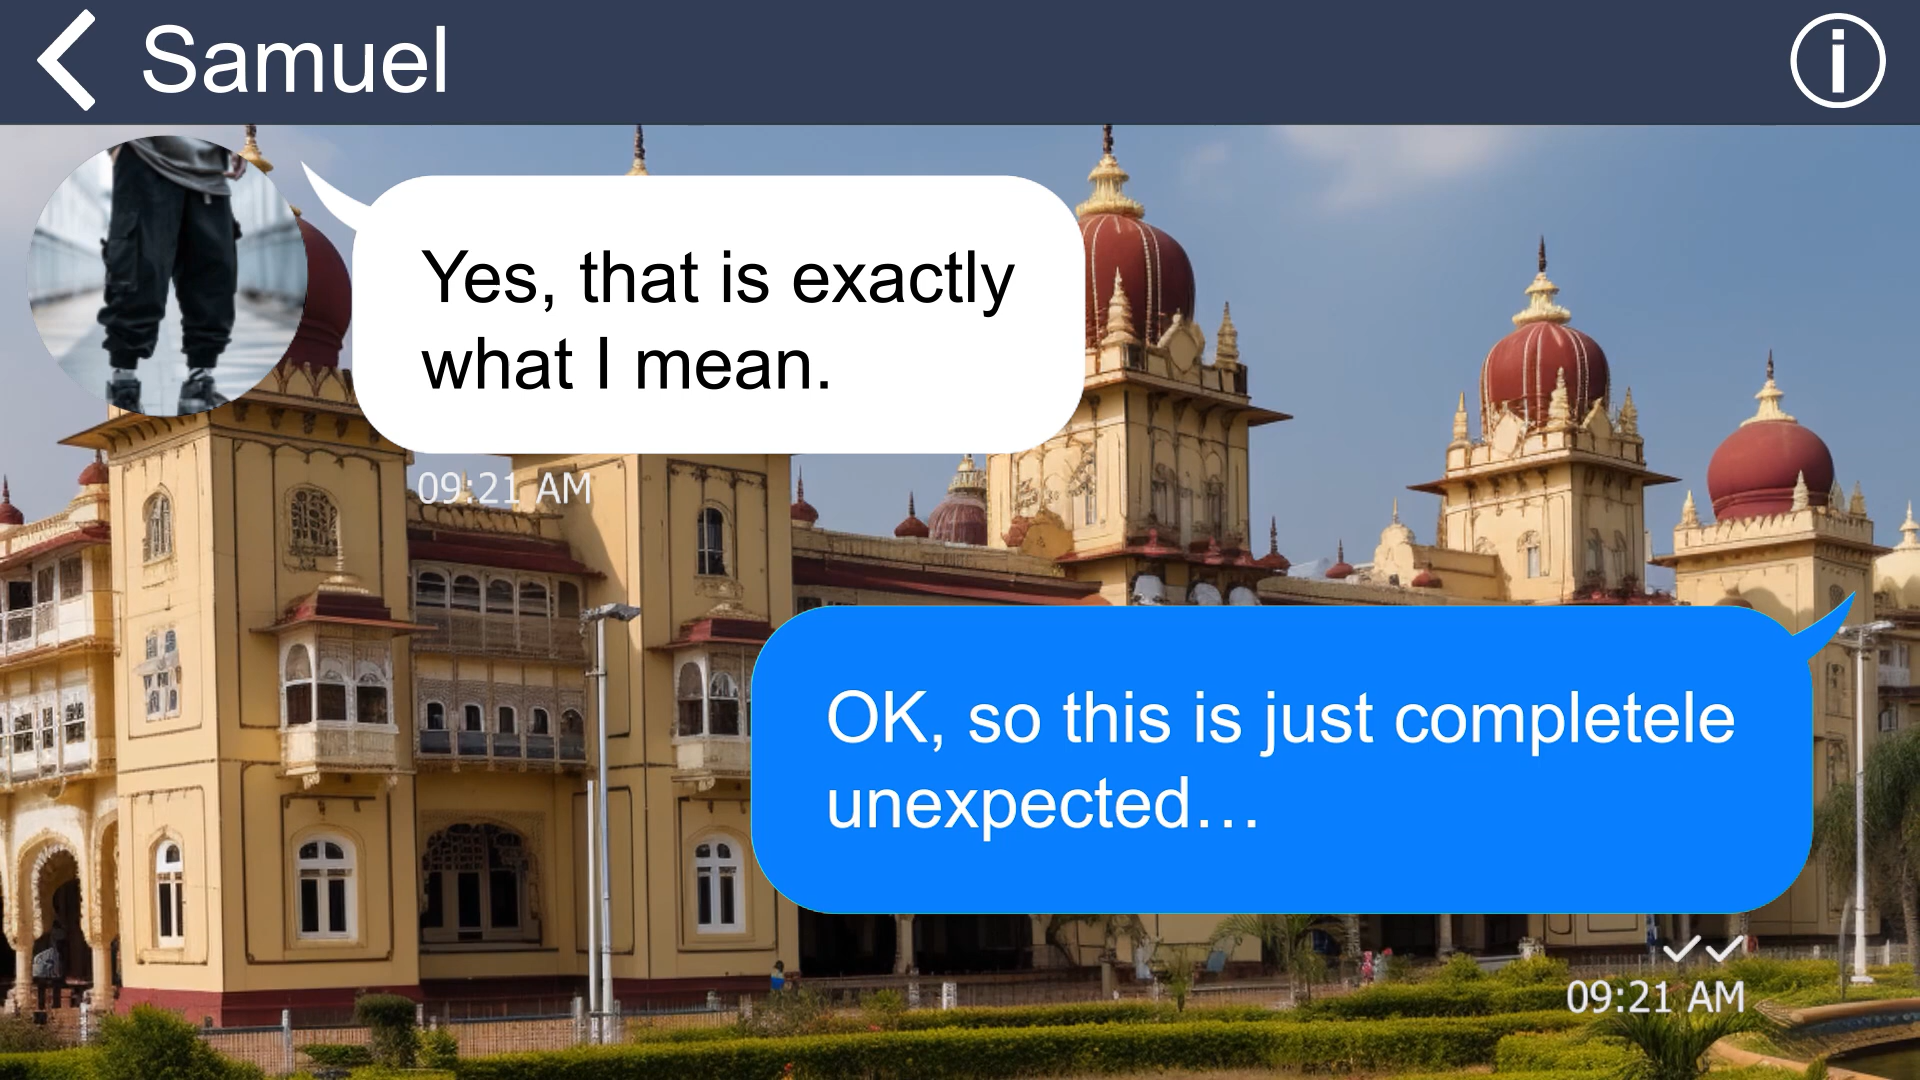 Samuel
Yes, that is exactly
what I mean.
09:21 AM
OK, so this is just completele
unexpected…
09:21 AM